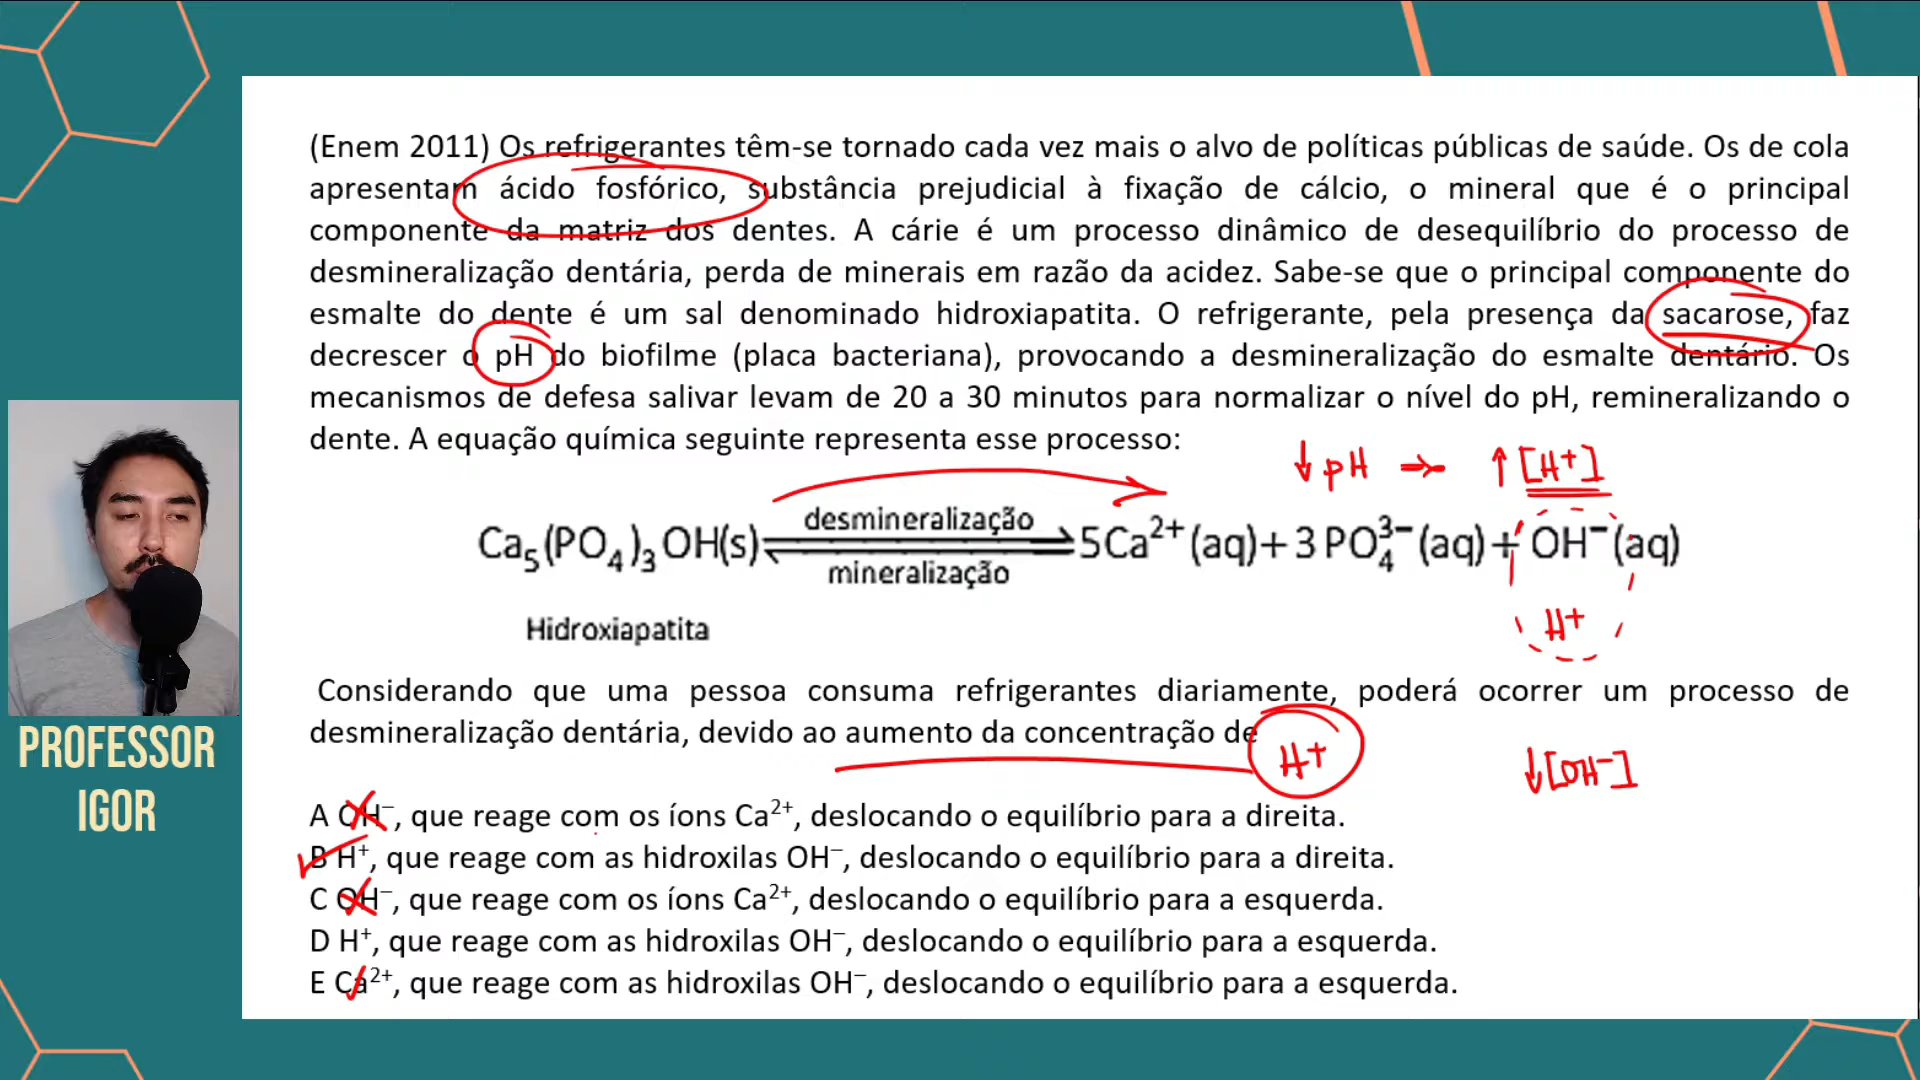 (Enem 2011) Os refrigerantes têm-se tornado cada vez mais o alvo de políticas públicas de saúde. Os de cola
apresentam ácido fosfórico, substância prejudicial à fixação de cálcio, o mineral que é o principal
componente da matriz dos dentes. A cárie é um processo dinâmico de desequilíbrio do processo de
desmineralização dentária, perda de minerais em razão da acidez. Sabe-se que o principal componente do
esmalte do dente é um sal denominado hidroxiapatita. O refrigerante, pela presença da sacarose, faz
decrescer o pH do biofilme (placa bacteriana), provocando a desmineralização do esmalte dentário. Os
mecanismos de defesa salivar levam de 20 a 30 minutos para normalizar o nível do pH, remineralizando o
dente. A equação química seguinte representa esse processo:
↓ pH → ↑ [H+]
desmineralização
Ca₅(PO₄)₃OH(s) ⇌ 5Ca²⁺(aq) + 3PO₄³⁻(aq) + OH⁻(aq)
mineralização
H+
Hidroxiapatita
Considerando que uma pessoa consuma refrigerantes diariamente, poderá ocorrer um processo de
desmineralização dentária, devido ao aumento da concentração de
H+
↓[OH-]
A OH⁻, que reage com os íons Ca²⁺, deslocando o equilíbrio para a direita.
B H⁺, que reage com as hidroxilas OH⁻, deslocando o equilíbrio para a direita.
C OH⁻, que reage com os íons Ca²⁺, deslocando o equilíbrio para a esquerda.
D H⁺, que reage com as hidroxilas OH⁻, deslocando o equilíbrio para a esquerda.
E Ca²⁺, que reage com as hidroxilas OH⁻, deslocando o equilíbrio para a esquerda.
PROFESSOR
IGOR